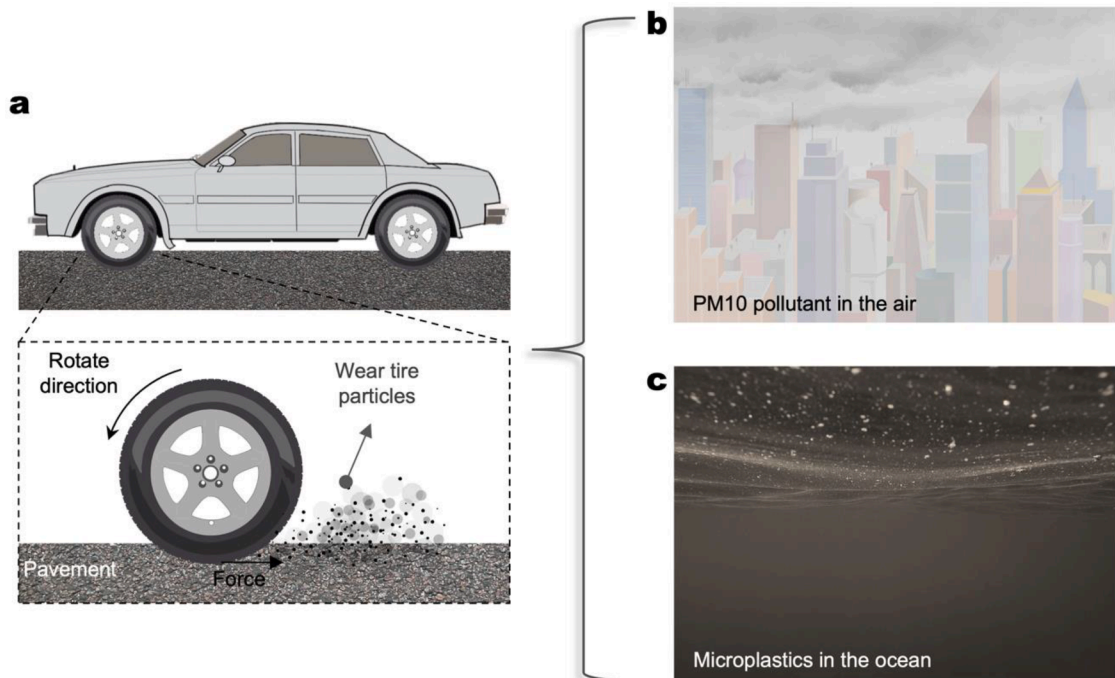 a
Rotate
direction
Wear tire
particles
Pavement
Force
b
PM10 pollutant in the air
c
Microplastics in the ocean